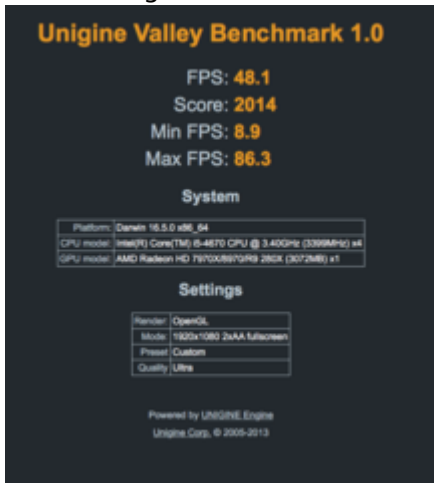 Unigine Valley Benchmark 1.0
FPS: 48.1
Score: 2014
Min FPS: 8.9
Max FPS: 86.3
System
Platform: Darwin 16.5.0 x86_64
CPU model: Intel(R) Core(TM) i5-4670 CPU @ 3.40GHz (3399MHz) x4
GPU model: AMD Radeon HD 7970X/8970/R9 280X (3072MB) x1
Settings
Render: OpenGL
Mode: 1920x1080 2xAA fullscreen
Preset Custom
Quality Ultra
Powered by UNIGINE Engine
Unigine Corp. © 2005-2013